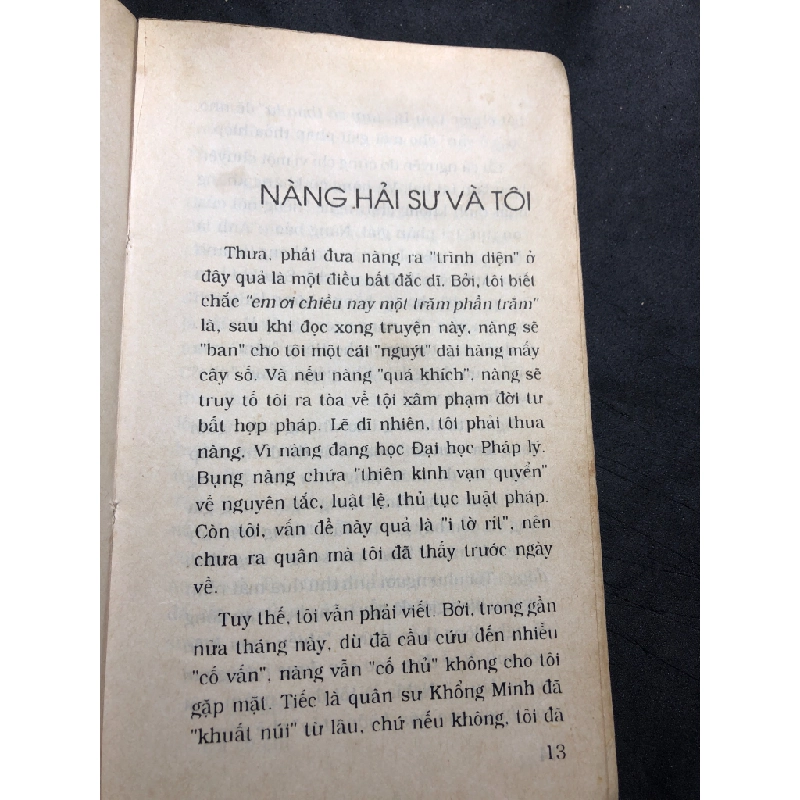 NÀNG, HẢI SƯ VÀ TÔI
Thưa, phải đưa nàng ra "trình diện" ở
đây quả là một điều bất đắc dĩ. Bởi, tôi biết
chắc "em ơi chiều nay một trăm phần trăm"
là, sau khi đọc xong truyện này, nàng sẽ
"ban" cho tôi một cái "nguýt" dài hàng mấy
cây số. Và nếu nàng "quá khích", nàng sẽ
truy tố tôi ra tòa về tội xâm phạm đời tư
bất hợp pháp. Lẽ dĩ nhiên, tôi phải thua
nàng. Vì nàng đang học Đại học Pháp lý.
Bụng nàng chứa "thiên kinh vạn quyển"
về nguyên tắc, luật lệ, thủ tục luật pháp.
Còn tôi, vấn đề này quả là "i tờ rít", nên
chưa ra quân mà tôi đã thấy trước ngày
về.
Tuy thế, tôi vẫn phải viết. Bởi, trong gần
nửa tháng này, dù đã cầu cứu đến nhiều
"cố vấn", nàng vẫn "cố thủ" không cho tôi
gặp mặt. Tiếc là quân sư Khổng Minh đã
"khuất núi" từ lâu, chứ nếu không, tôi đã
13